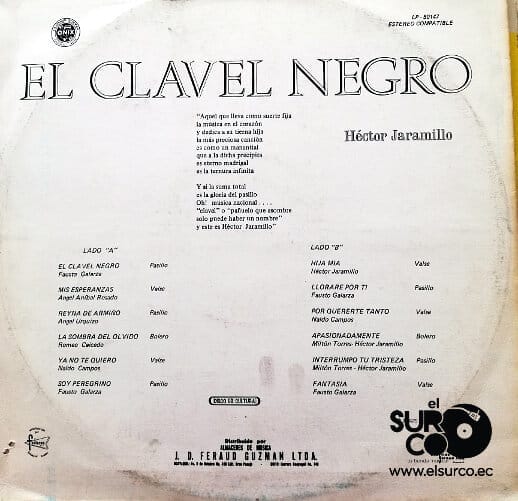 ONIX
LP-50147
ESTEREO COMPATIBLE
EL CLAVEL NEGRO
Héctor Jaramillo
"Aquel que lleva como suerte fija
la música en el corazón
y dedica a su tierna hija
la más preciosa canción
es como un manantial
que a la dicha precipita
es eterno madrigal
es la ternura infinita
Y si la suma total
es la gloria del pasillo
Oh! música nacional . . .
"clavel" o "pañuelo que asombre
solo puede haber un nombre"
y este es Héctor Jaramillo"
LADO "A"
EL CLAVEL NEGRO Pasillo
Fausto Galarza
MIS ESPERANZAS Valse
Angel Aníbal Rosado
REYNA DE ARMIÑO Pasillo
Angel Urquizo
LA SOMBRA DEL OLVIDO Bolero
Romeo Caicedo
YA NO TE QUIERO Valse
Naldo Campos
SOY PEREGRINO Pasillo
Fausto Galarza
LADO "B"
HIJA MIA Valse
Héctor Jaramillo
LLORARE POR TI Pasillo
Fausto Galarza
POR QUERERTE TANTO Valse
Naldo Campos
APASIONADAMENTE Bolero
Milton Torres- Héctor Jaramillo
INTERRUMPO TU TRISTEZA Pasillo
Milton Torres - Héctor Jaramillo
FANTASIA Valse
Fausto Galarza
DISCO ES CULTURA
Distribuido por
ALMACENES DE MUSICA
J. D. FERAUD GUZMAN LTDA.
el
SURCO
www.elsurco.ec